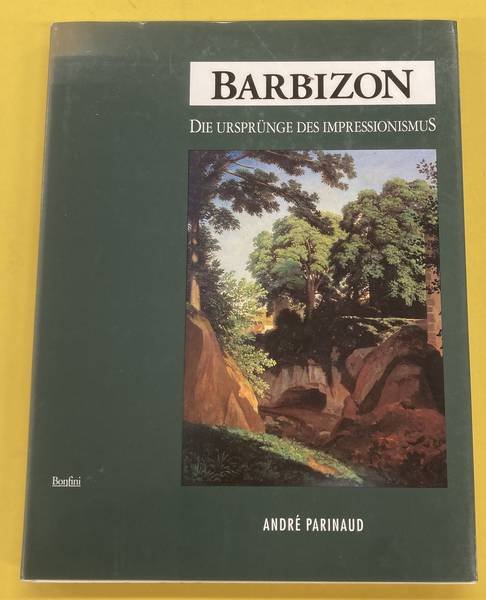 BARBIZON
DIE URSPRÜNGE DES IMPRESSIONISMUS
Bonfini
ANDRÉ PARINAUD